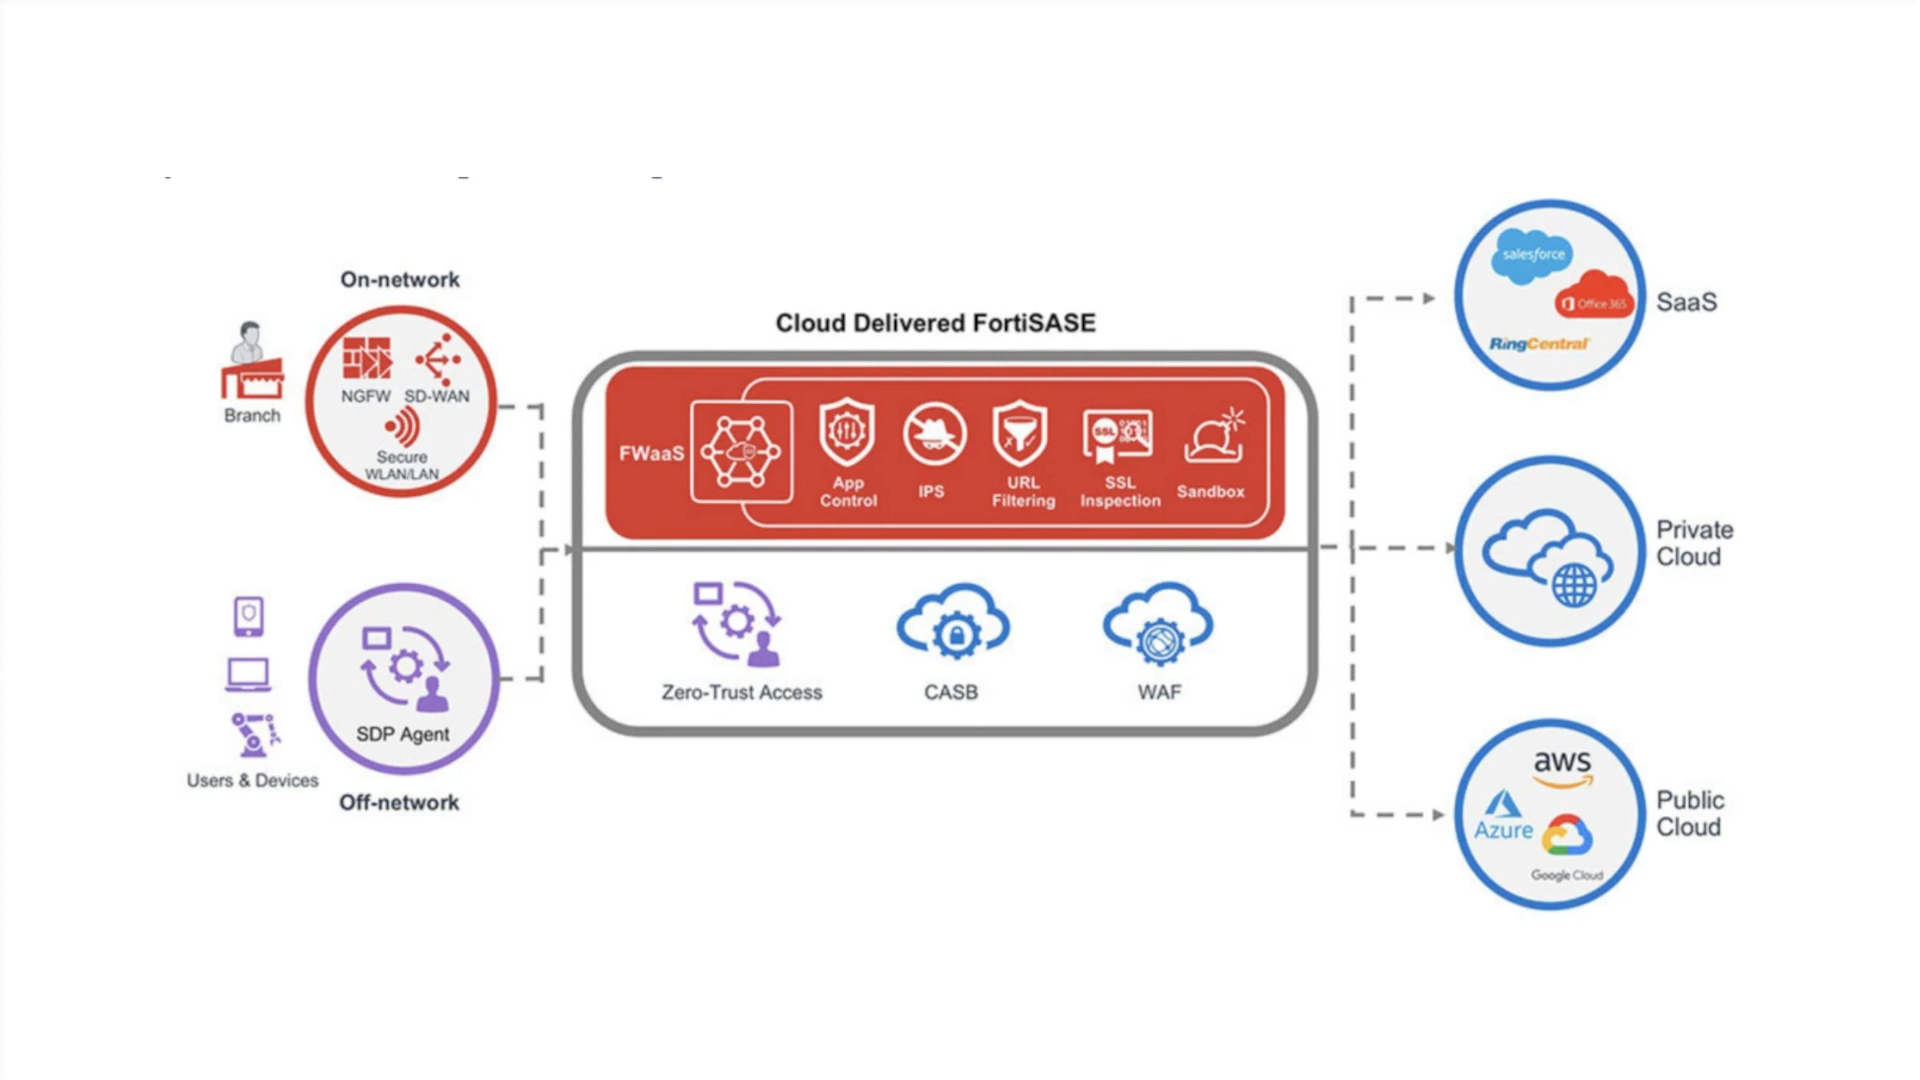 On-network
Branch
NGFW
SD-WAN
Secure
WLAN/LAN
SDP Agent
Users & Devices
Off-network
Cloud Delivered FortiSASE
FWaaS
App
Control
IPS
URL
Filtering
SSL
SSL
Inspection
Sandbox
Zero-Trust Access
CASB
WAF
salesforce
Office 365
RingCentral
SaaS
Private
Cloud
aws
Azure
Google Cloud
Public
Cloud